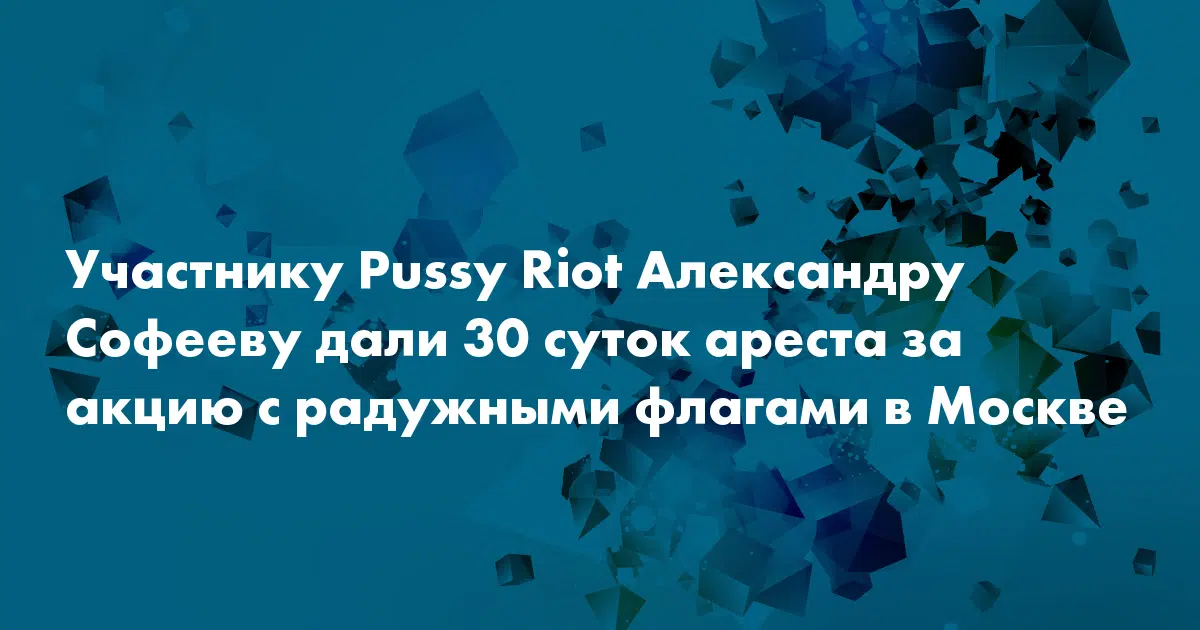 Участнику Pussy Riot Александру
Софееву дали 30 суток ареста за
акцию с радужными флагами в Москве